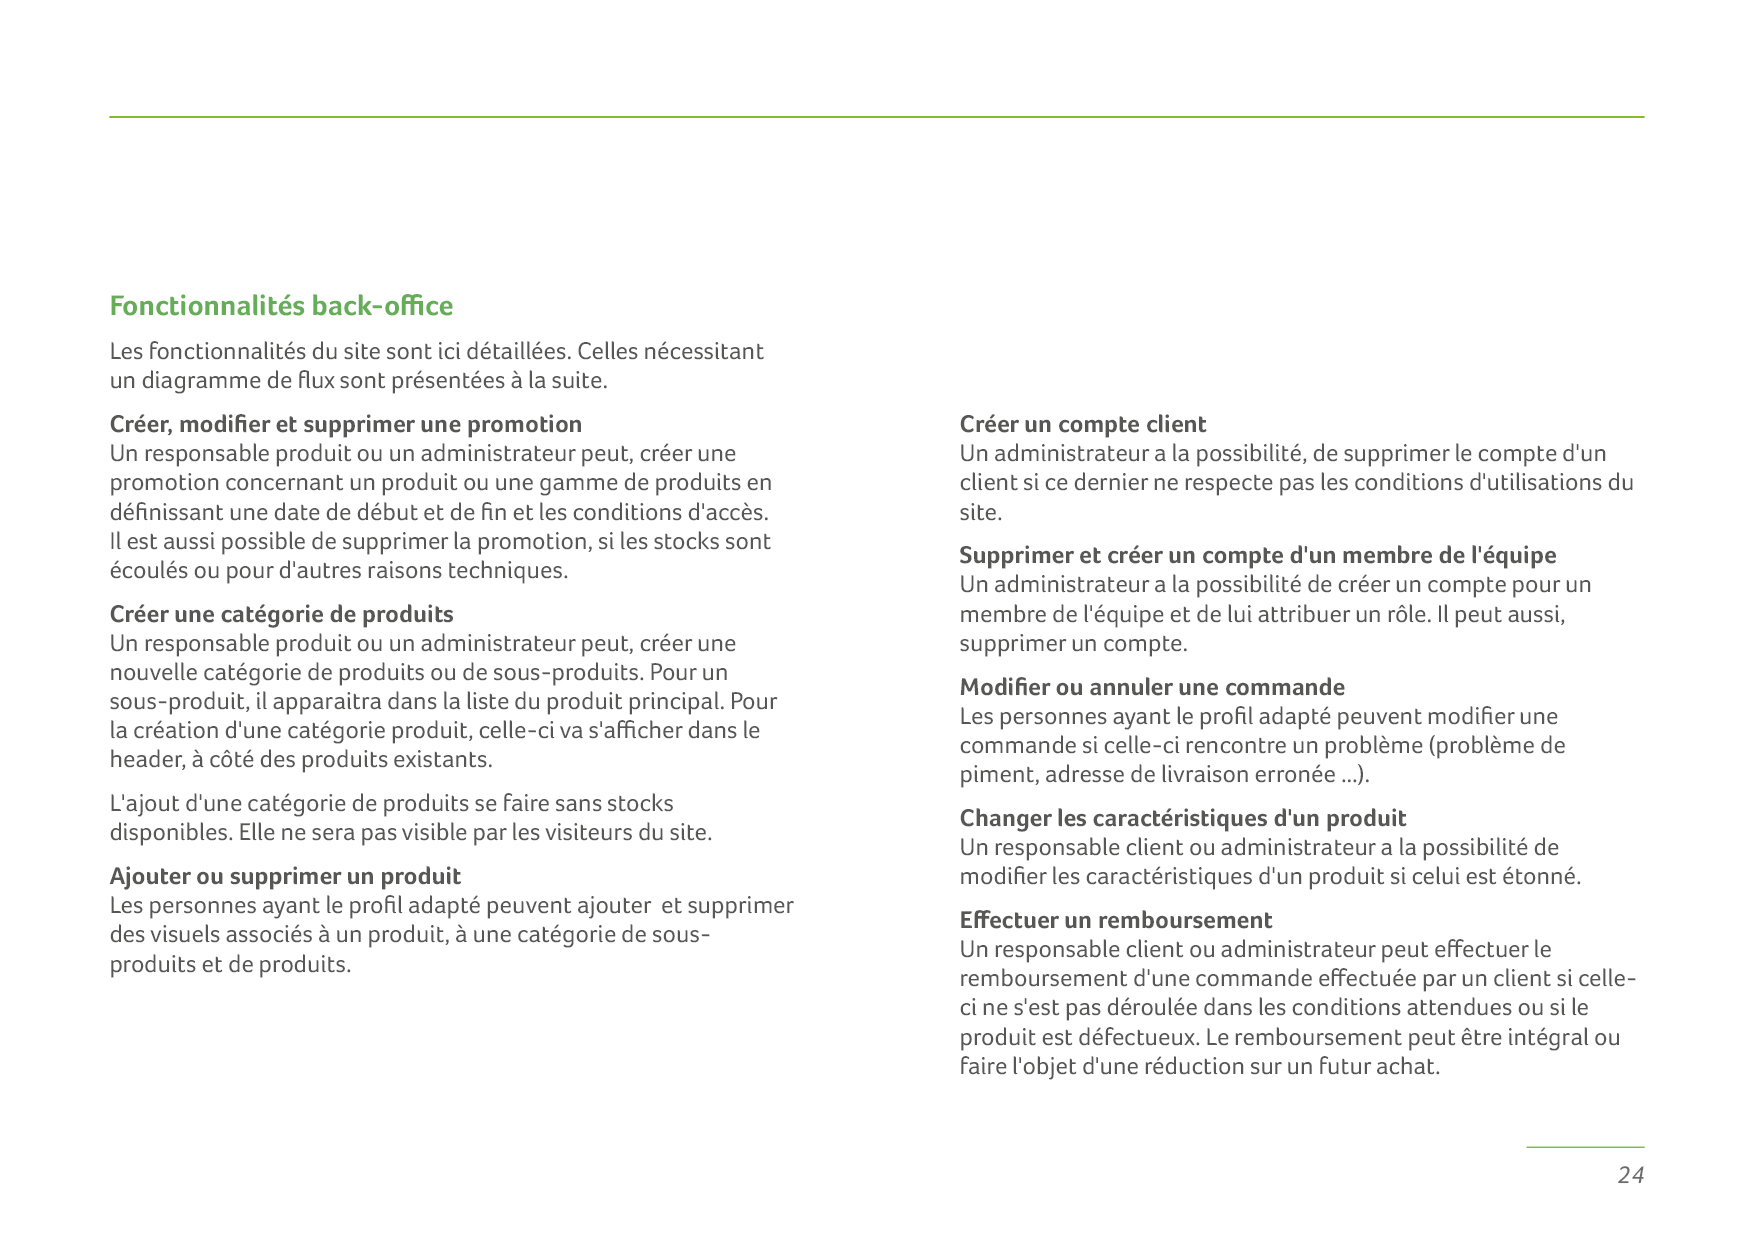 Fonctionnalités back-office
Les fonctionnalités du site sont ici détaillées. Celles nécessitant
un diagramme de flux sont présentées à la suite.
Créer, modifier et supprimer une promotion
Un responsable produit ou un administrateur peut, créer une
promotion concernant un produit ou une gamme de produits en
définissant une date de début et de fin et les conditions d'accès.
Il est aussi possible de supprimer la promotion, si les stocks sont
écoulés ou pour d'autres raisons techniques.
Créer une catégorie de produits
Un responsable produit ou un administrateur peut, créer une
nouvelle catégorie de produits ou de sous-produits. Pour un
sous-produit, il apparaitra dans la liste du produit principal. Pour
la création d'une catégorie produit, celle-ci va s'afficher dans le
header, à côté des produits existants.
L'ajout d'une catégorie de produits se faire sans stocks
disponibles. Elle ne sera pas visible par les visiteurs du site.
Ajouter ou supprimer un produit
Les personnes ayant le profil adapté peuvent ajouter  et supprimer
des visuels associés à un produit, à une catégorie de sous-
produits et de produits.
Créer un compte client
Un administrateur a la possibilité, de supprimer le compte d'un
client si ce dernier ne respecte pas les conditions d'utilisations du
site.
Supprimer et créer un compte d'un membre de l'équipe
Un administrateur a la possibilité de créer un compte pour un
membre de l'équipe et de lui attribuer un rôle. Il peut aussi,
supprimer un compte.
Modifier ou annuler une commande
Les personnes ayant le profil adapté peuvent modifier une
commande si celle-ci rencontre un problème (problème de
piment, adresse de livraison erronée ...).
Changer les caractéristiques d'un produit
Un responsable client ou administrateur a la possibilité de
modifier les caractéristiques d'un produit si celui est étonné.
Effectuer un remboursement
Un responsable client ou administrateur peut effectuer le
remboursement d'une commande effectuée par un client si celle-
ci ne s'est pas déroulée dans les conditions attendues ou si le
produit est défectueux. Le remboursement peut être intégral ou
faire l'objet d'une réduction sur un futur achat.
24